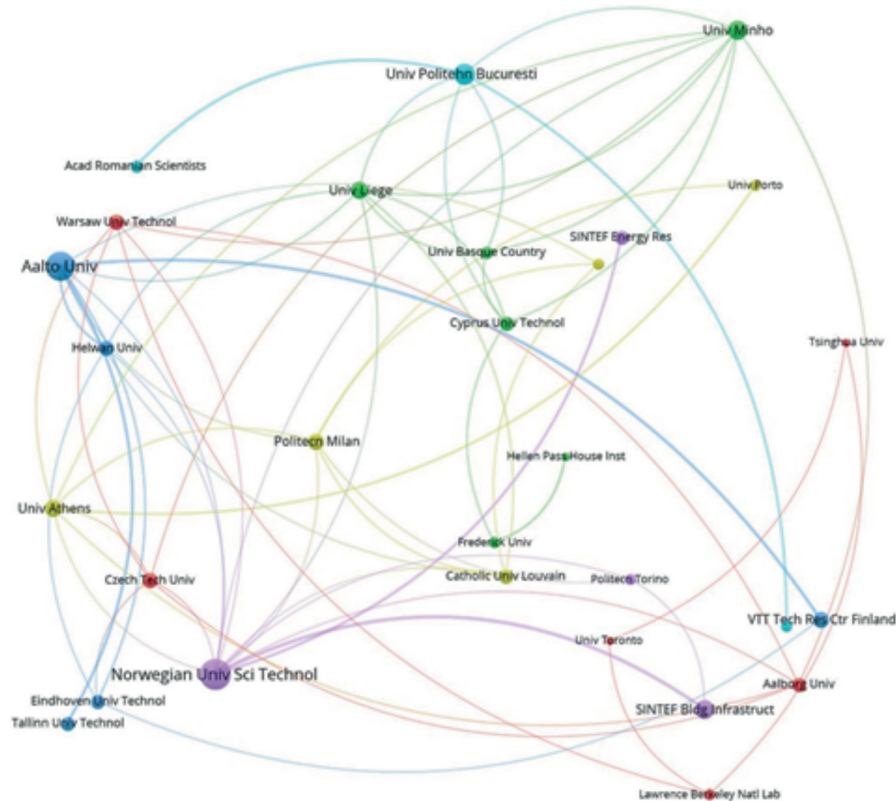 Univ Minho
Univ Politehn Bucuresti
Acad Romanian Scientists
Univ Liege
Univ Porto
Warsaw Univ Technol
SINTEF Energy Res
Univ Basque Country
Aalto Univ
Cyprus Univ Technol
Tsinghua Univ
Helwan Univ
Politecn Milan
Hellen Pass House Inst
Univ Athens
Frederick Univ
Czech Tech Univ
Catholic Univ Louvain
Politecn Torino
VTT Tech Res Ctr Finland
Univ Toronto
Norwegian Univ Sci Technol
Aalborg Univ
Eindhoven Univ Technol
SINTEF Bldg Infrastruct
Tallinn Univ Technol
Lawrence Berkeley Natl Lab